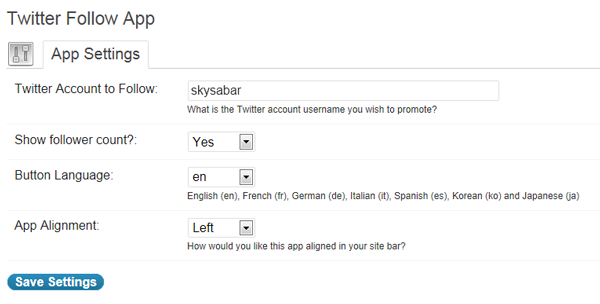 Twitter Follow App
App Settings
Twitter Account to Follow: skysabar
What is the Twitter account username you wish to promote?
Show follower count?: Yes
Button Language: en
English (en), French (fr), German (de), Italian (it), Spanish (es), Korean (ko) and Japanese (ja)
App Alignment: Left
How would you like this app aligned in your site bar?
Save Settings